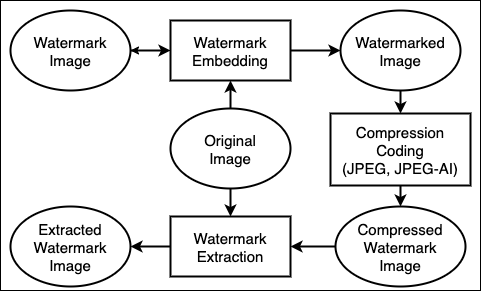 Watermark
Image
Watermark
Embedding
Watermarked
Image
Original
Image
Compression
Coding
(JPEG, JPEG-AI)
Extracted
Watermark
Image
Watermark
Extraction
Compressed
Watermark
Image